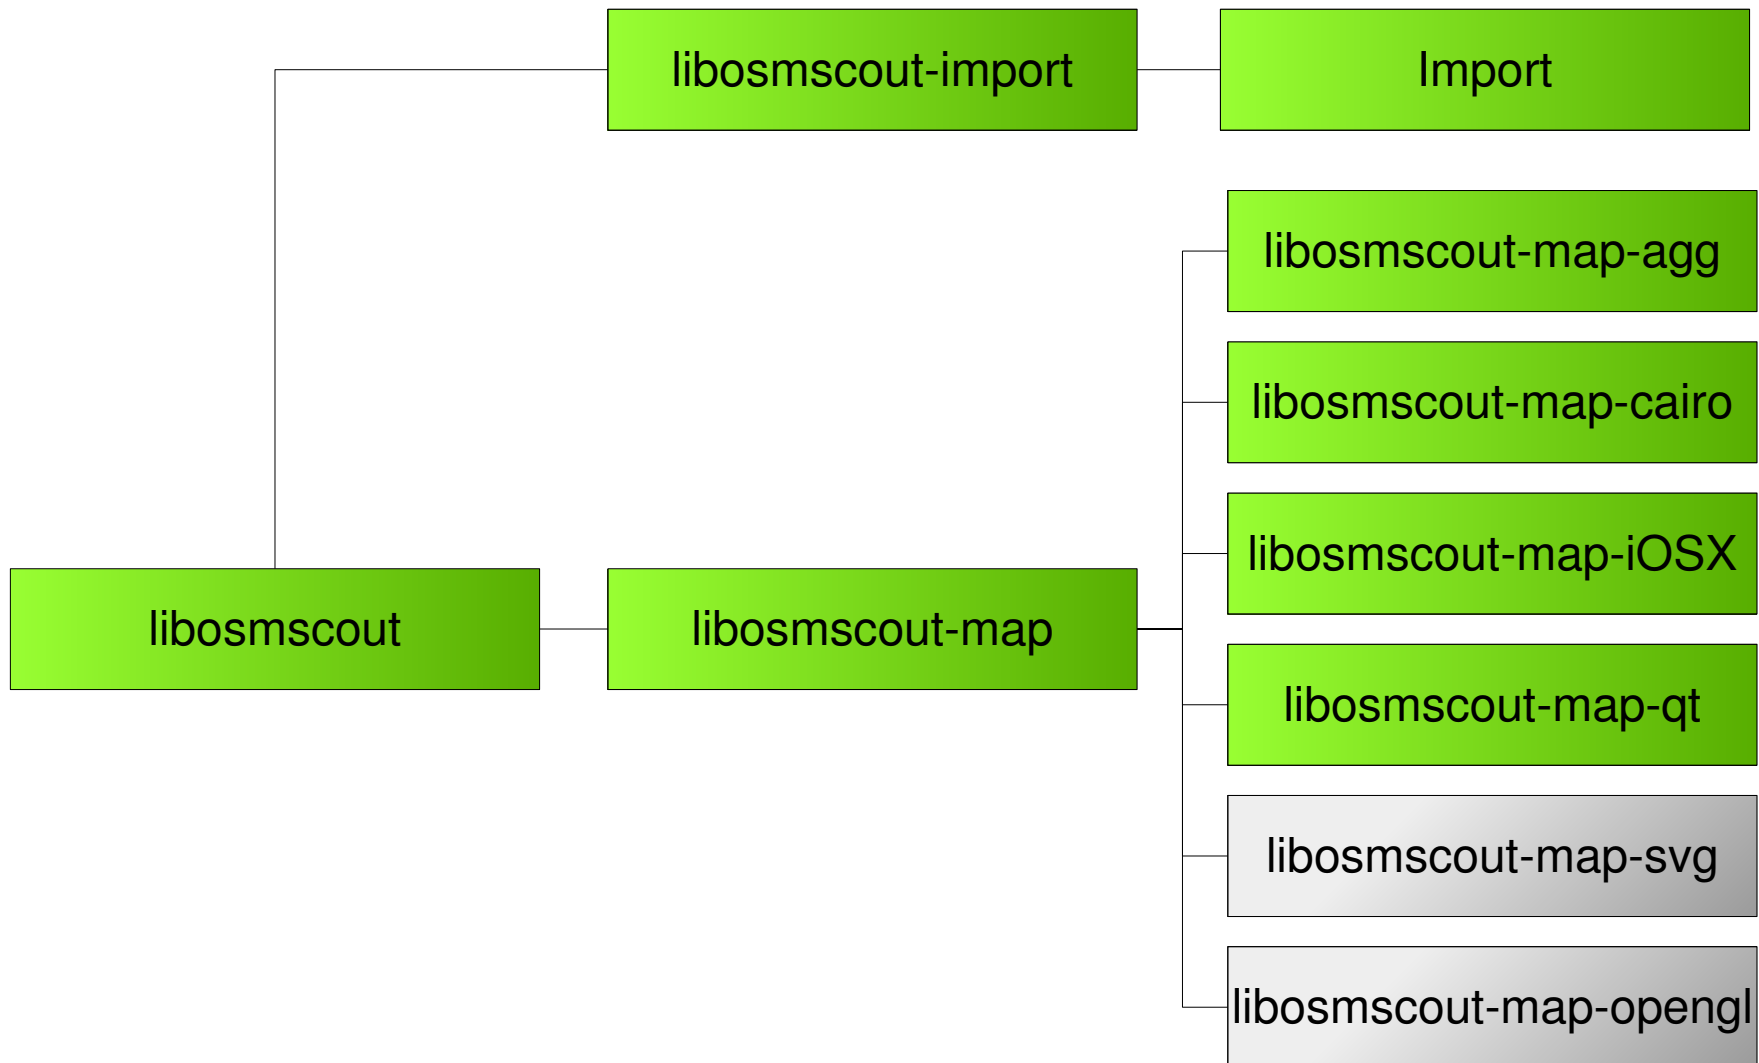 libosmscout-import
Import
libosmscout-map-agg
libosmscout-map-cairo
libosmscout-map-iOSX
libosmscout
libosmscout-map
libosmscout-map-qt
libosmscout-map-svg
libosmscout-map-opengl